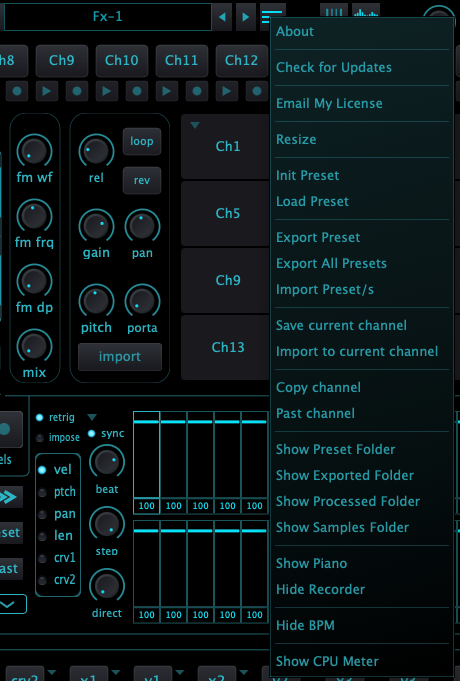 Fx-1
About
Check for Updates
Email My License
Resize
Init Preset
Load Preset
Export Preset
Export All Presets
Import Preset/s
Save current channel
Import to current channel
Copy channel
Past channel
Show Preset Folder
Show Exported Folder
Show Processed Folder
Show Samples Folder
Show Piano
Hide Recorder
Hide BPM
Show CPU Meter
h8 Ch9 Ch10 Ch11 Ch12
fm wf
fm frq
fm dp
mix
rel
loop
rev
gain pan
pitch porta
import
Ch1
Ch5
Ch9
Ch13
els
set
ast
retrig
impose
sync
vel
ptch
pan
len
crv1
crv2
beat
step
direct
100 100 100 100 100
100 100 100 100 100
crv2 x1 y1 x2